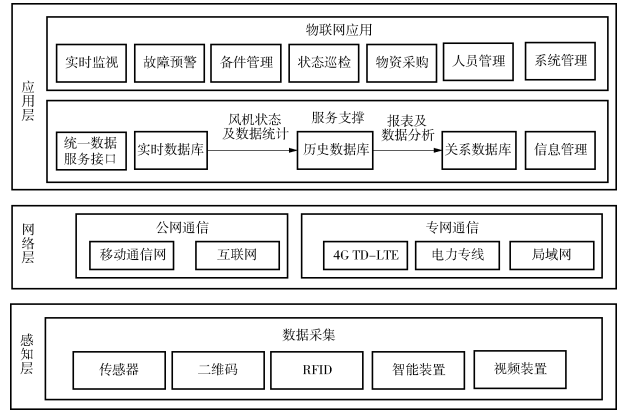 应用层
物联网应用
实时监视
故障预警
备件管理
状态巡检
物资采购
人员管理
系统管理
服务支撑
统一数据
服务接口
实时数据库
风机状态
及数据统计
历史数据库
报表及
数据分析
关系数据库
信息管理
网络层
公网通信
移动通信网
互联网
专网通信
4G TD-LTE
电力专线
局域网
感知层
数据采集
传感器
二维码
RFID
智能装置
视频装置